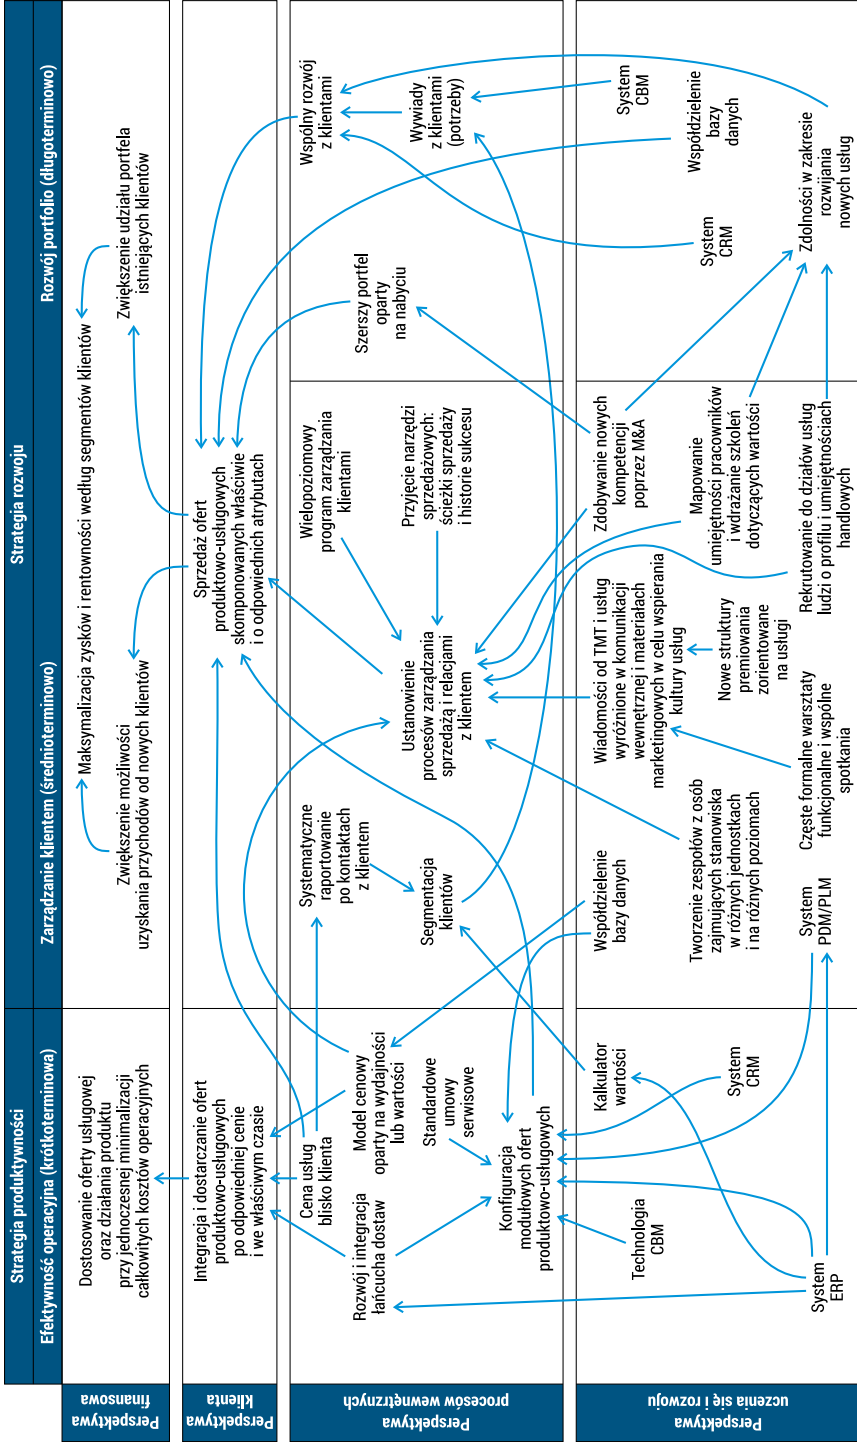 Strategia produktywności
Strategia rozwoju
Efektywność operacyjna (krótkoterminowa)
Zarządzanie klientem (średnioterminowo)
Rozwój portfolio (długoterminowo)
Perspektywa
finansowa
Dostosowanie oferty usługowej
oraz działania produktu
przy jednoczesnej minimalizacji
całkowitych kosztów operacyjnych
Maksymalizacja zysków i rentowności według segmentów klientów
Zwiększenie możliwości
uzyskania przychodów od nowych klientów
Zwiększenie udziału portfela
istniejących klientów
Perspektywa
klienta
Integracja i dostarczanie ofert
produktowo-usługowych
po odpowiedniej cenie
i we właściwym czasie
Sprzedaż ofert
produktowo-usługowych
skomponowanych właściwie
i o odpowiednich atrybutach
Perspektywa
procesów wewnętrznych
Cena usług
blisko klienta
Rozwój i integracja
łańcucha dostaw
Model cenowy
oparty na wydajności
lub wartości
Standardowe
umowy
serwisowe
Konfiguracja
modułowych ofert
produktowo-usługowych
Systematyczne
raportowanie
po kontaktach
z klientem
Segmentacja
klientów
Wielopoziomowy
program zarządzania
klientami
Przyjęcie narzędzi
sprzedażowych:
ścieżki sprzedaży
i historie sukcesu
Ustanowienie
procesów zarządzania
sprzedażą i relacjami
z klientem
Szerszy portfel
oparty
na nabyciu
Wspólny rozwój
z klientami
Wywiady
z klientami
(potrzeby)
Perspektywa
uczenia się i rozwoju
Technologia
CBM
System
ERP
Kalkulator
wartości
System
CRM
Współdzielenie
bazy danych
Tworzenie zespołów z osób
zajmujących stanowiska
w różnych jednostkach
i na różnych poziomach
System
PDM/PLM
Wiadomości od TMT i usług
wyróżnione w komunikacji
wewnętrznej i materiałach
marketingowych w celu wspierania
kultury usług
Nowe struktury
premiowania
zorientowane
na usługi
Częste formalne warsztaty
funkcjonalne i wspólne
spotkania
Zdobywanie nowych
kompetencji
poprzez M&A
Mapowanie
umiejętności pracowników
i wdrażanie szkoleń
dotyczących wartości
Rekrutowanie do działów usług
ludzi o profilu i umiejętnościach
handlowych
System
CRM
Współdzielenie
bazy
danych
System
CBM
Zdolności w zakresie
rozwijania
nowych usług